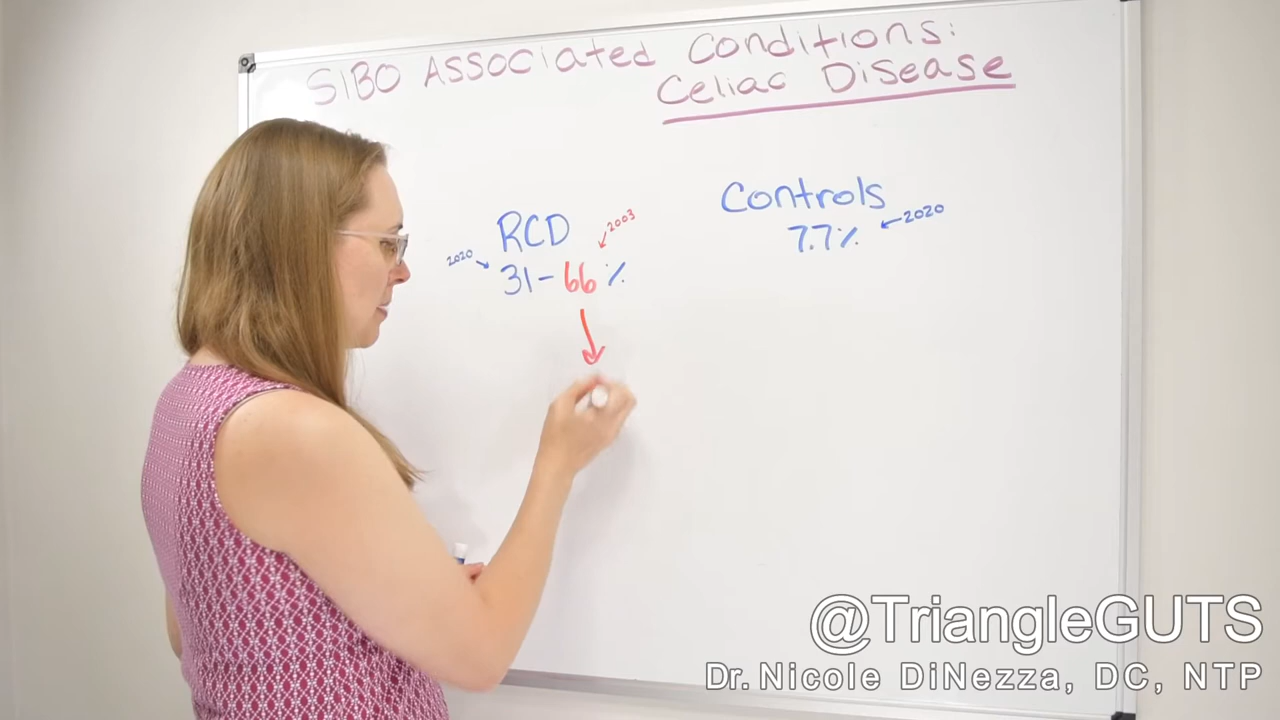 SIBO Associated Conditions:
Celiac Disease
RCD
2003
2020
31-66%
Controls
2020
7.7%
@TriangleGUTS
Dr. Nicole DiNezza, DC, NTP